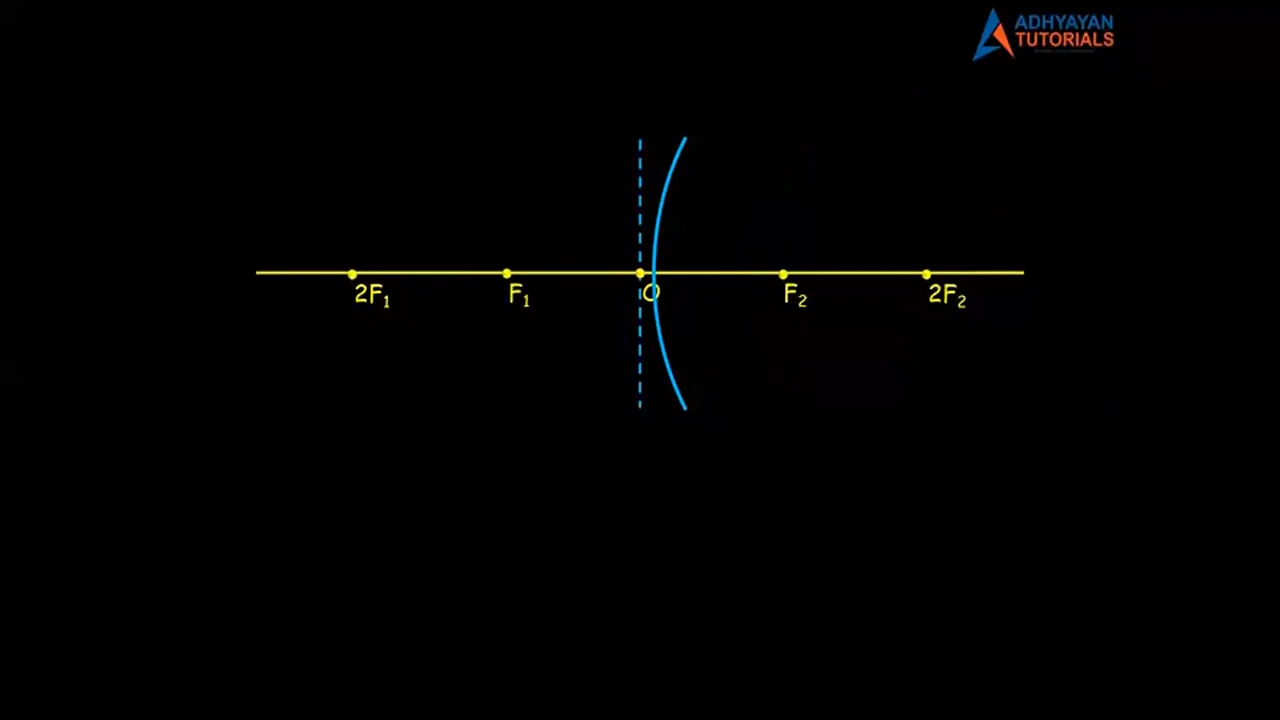 ADHYAYAN
TUTORIALS
2F₁ F₁ O F₂ 2F₂